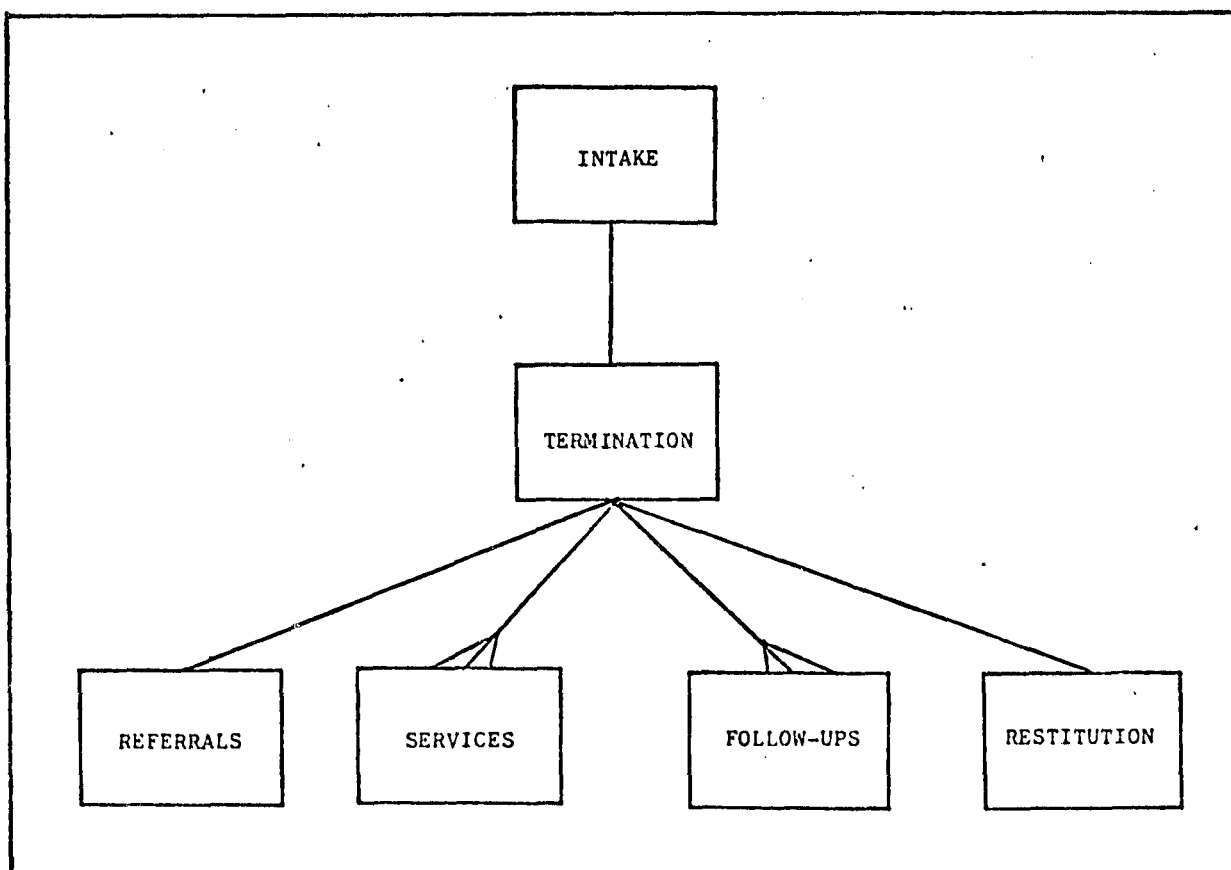 INTAKE
TERMINATION
REFERRALS
SERVICES
FOLLOW-UPS
RESTITUTION